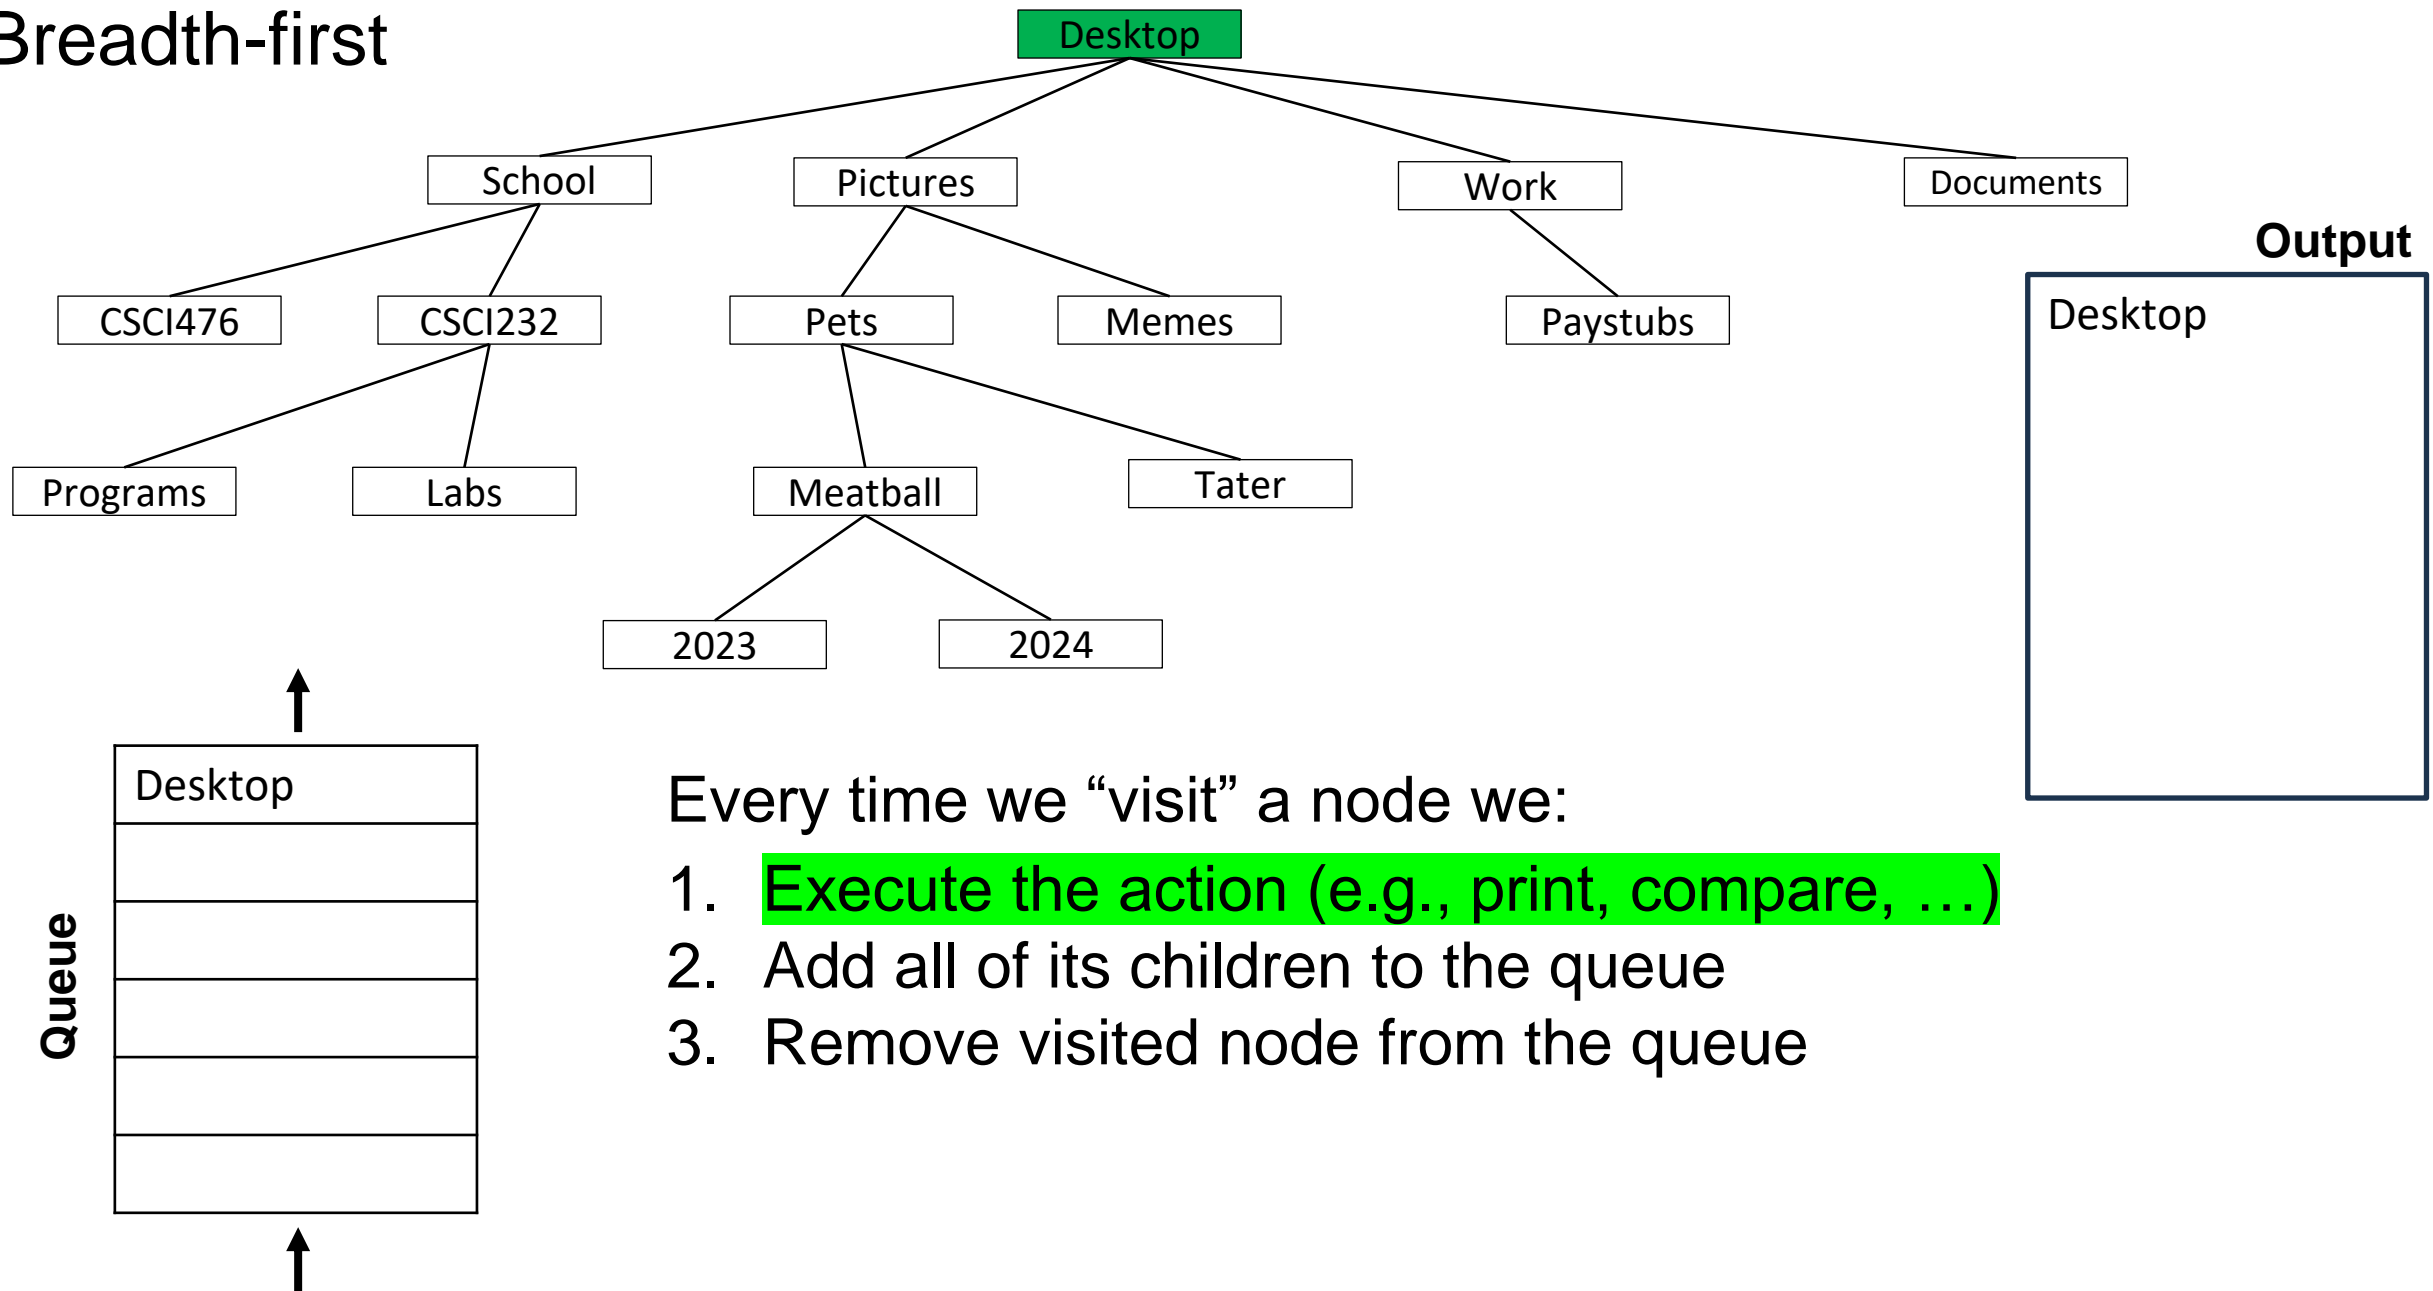 Breadth-first
Desktop
School
Pictures
Work
Documents
CSCI476
CSCI232
Pets
Memes
Paystubs
Programs
Labs
Meatball
Tater
2023
2024
Output
Desktop
Queue
Desktop
Every time we “visit” a node we:
1. Execute the action (e.g., print, compare, …)
2. Add all of its children to the queue
3. Remove visited node from the queue